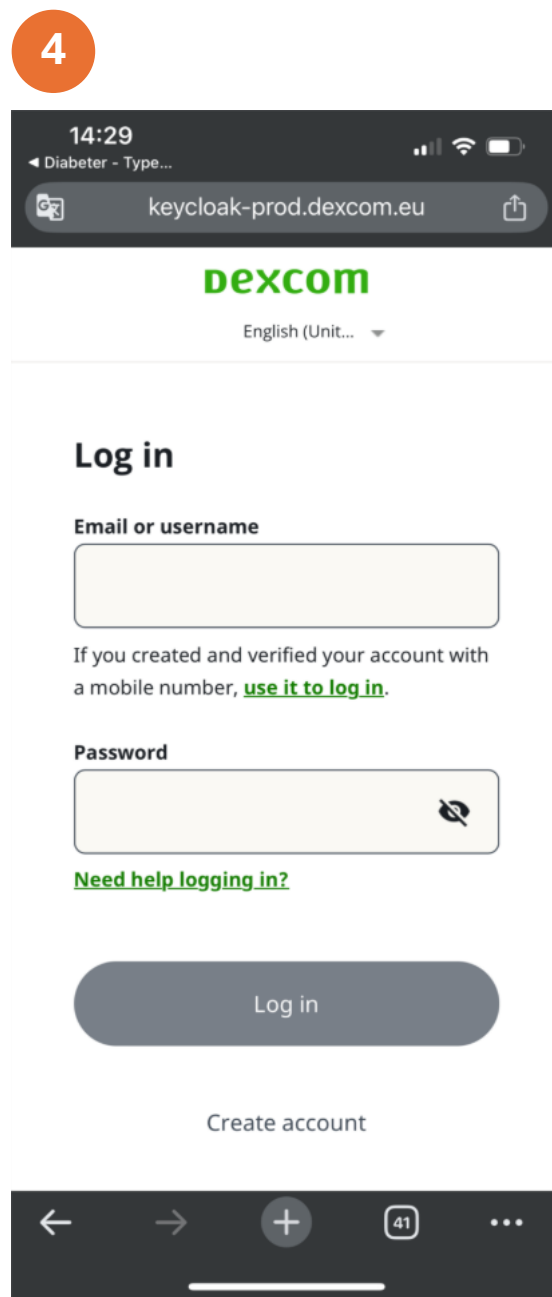 4
14:29
◀ Diabeter - Type...
keycloak-prod.dexcom.eu
Dexcom
English (Unit...
Log in
Email or username
If you created and verified your account with
a mobile number, use it to log in.
Password
Need help logging in?
Log in
Create account
41